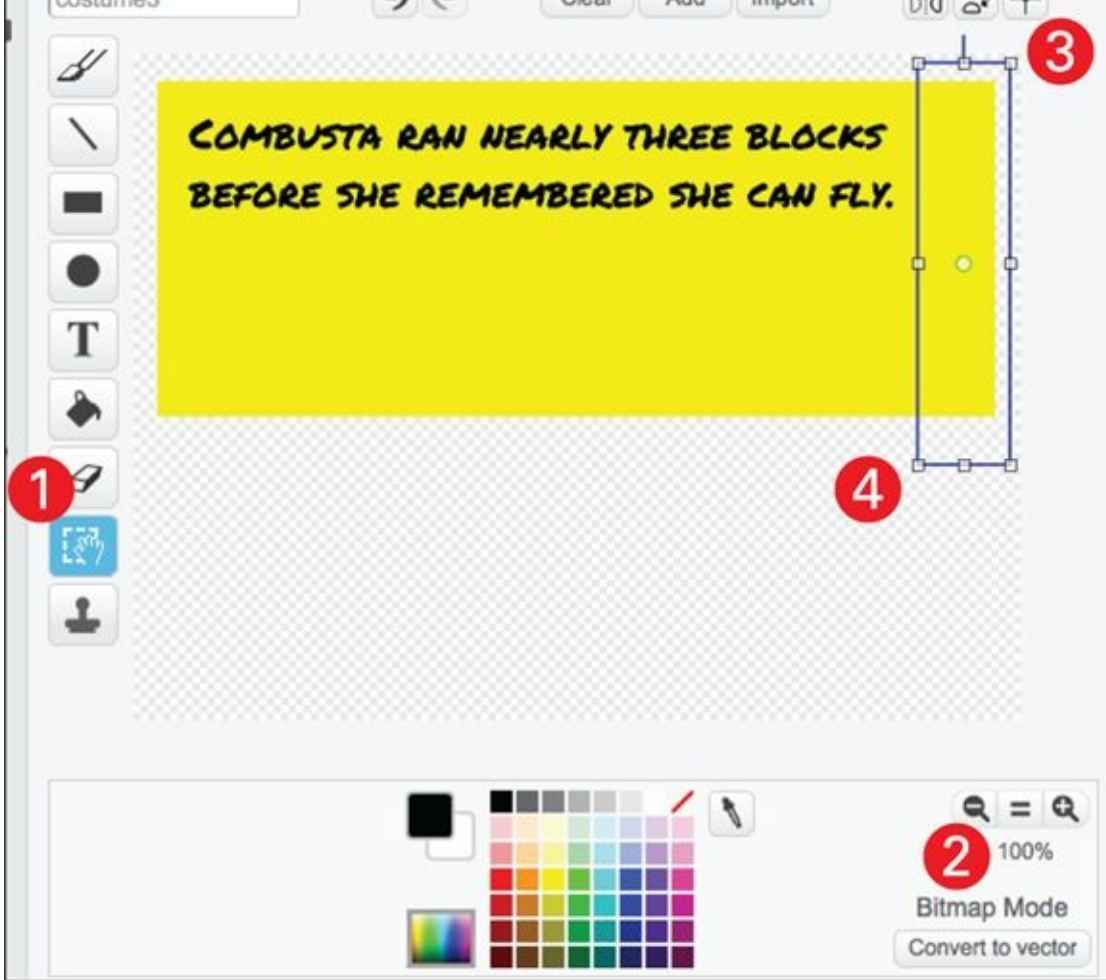 costume3 Clear Add Import
3
COMBUSTA RAN NEARLY THREE BLOCKS
BEFORE SHE REMEMBERED SHE CAN FLY.
T
1
4
2 100%
Bitmap Mode
Convert to vector